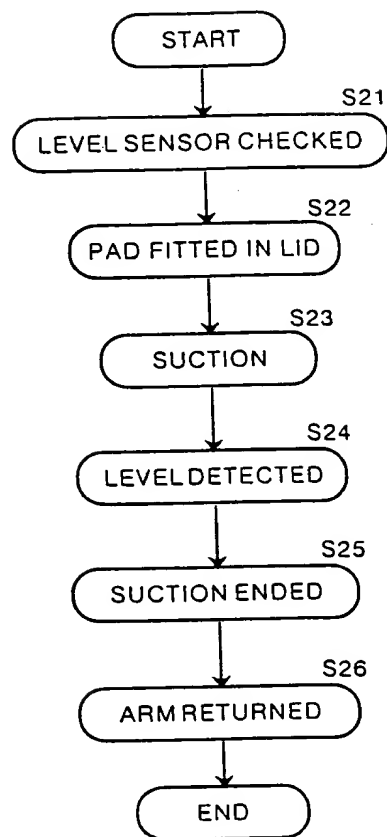 START
S21
LEVEL SENSOR CHECKED
S22
PAD FITTED IN LID
S23
SUCTION
S24
LEVEL DETECTED
S25
SUCTION ENDED
S26
ARM RETURNED
END